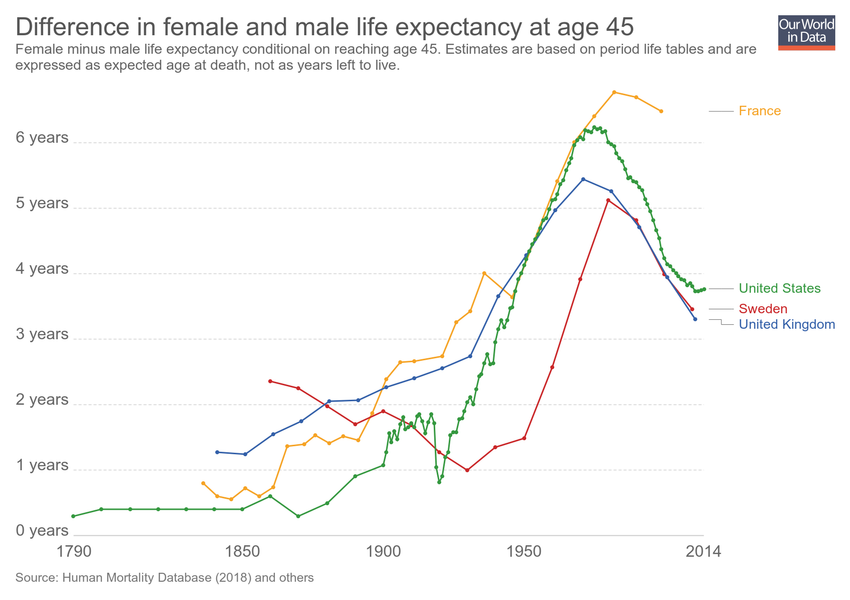 Difference in female and male life expectancy at age 45
Our World
in Data
Female minus male life expectancy conditional on reaching age 45. Estimates are based on period life tables and are
expressed as expected age at death, not as years left to live.
France
6 years
5 years
4 years
United States
Sweden
United Kingdom
3 years
2 years
1 years
0 years
1790
1850
1900
1950
2014
Source: Human Mortality Database (2018) and others